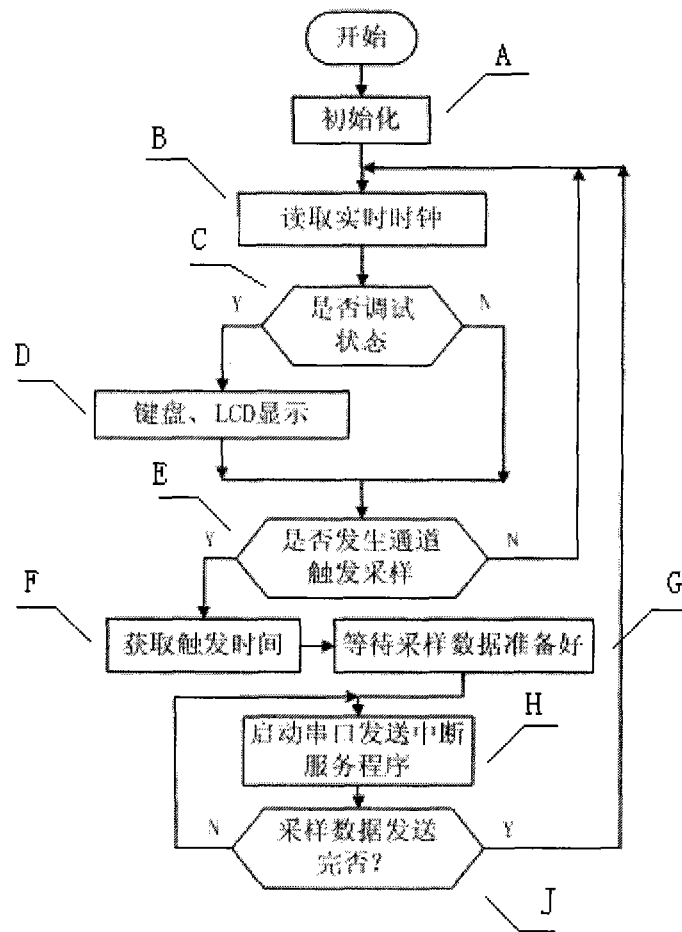 开始
A
初始化
B
读取实时时钟
C
Y
是否调试
状态
N
D
键盘、LCD显示
E
Y
是否发生通道
触发采样
N
F
获取触发时间
等待采样数据准备好
G
H
启动串口发送中断
服务程序
N
采样数据发送
完否?
Y
J